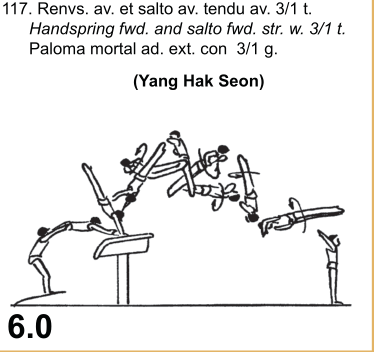 117. Renvs. av. et salto av. tendu av. 3/1 t.
Handspring fwd. and salto fwd. str. w. 3/1 t.
Paloma mortal ad. ext. con  3/1 g.
(Yang Hak Seon)
6.0